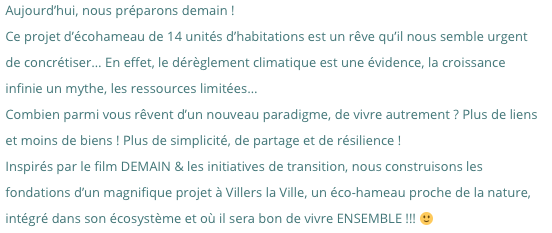 Aujourd’hui, nous préparons demain !
Ce projet d’écohameau de 14 unités d’habitations est un rêve qu’il nous semble urgent
de concrétiser… En effet, le dérèglement climatique est une évidence, la croissance
infinie un mythe, les ressources limitées…
Combien parmi vous rêvent d’un nouveau paradigme, de vivre autrement ? Plus de liens
et moins de biens ! Plus de simplicité, de partage et de résilience !
Inspirés par le film DEMAIN & les initiatives de transition, nous construisons les
fondations d’un magnifique projet à Villers la Ville, un éco-hameau proche de la nature,
intégré dans son écosystème et où il sera bon de vivre ENSEMBLE !!! 🙂